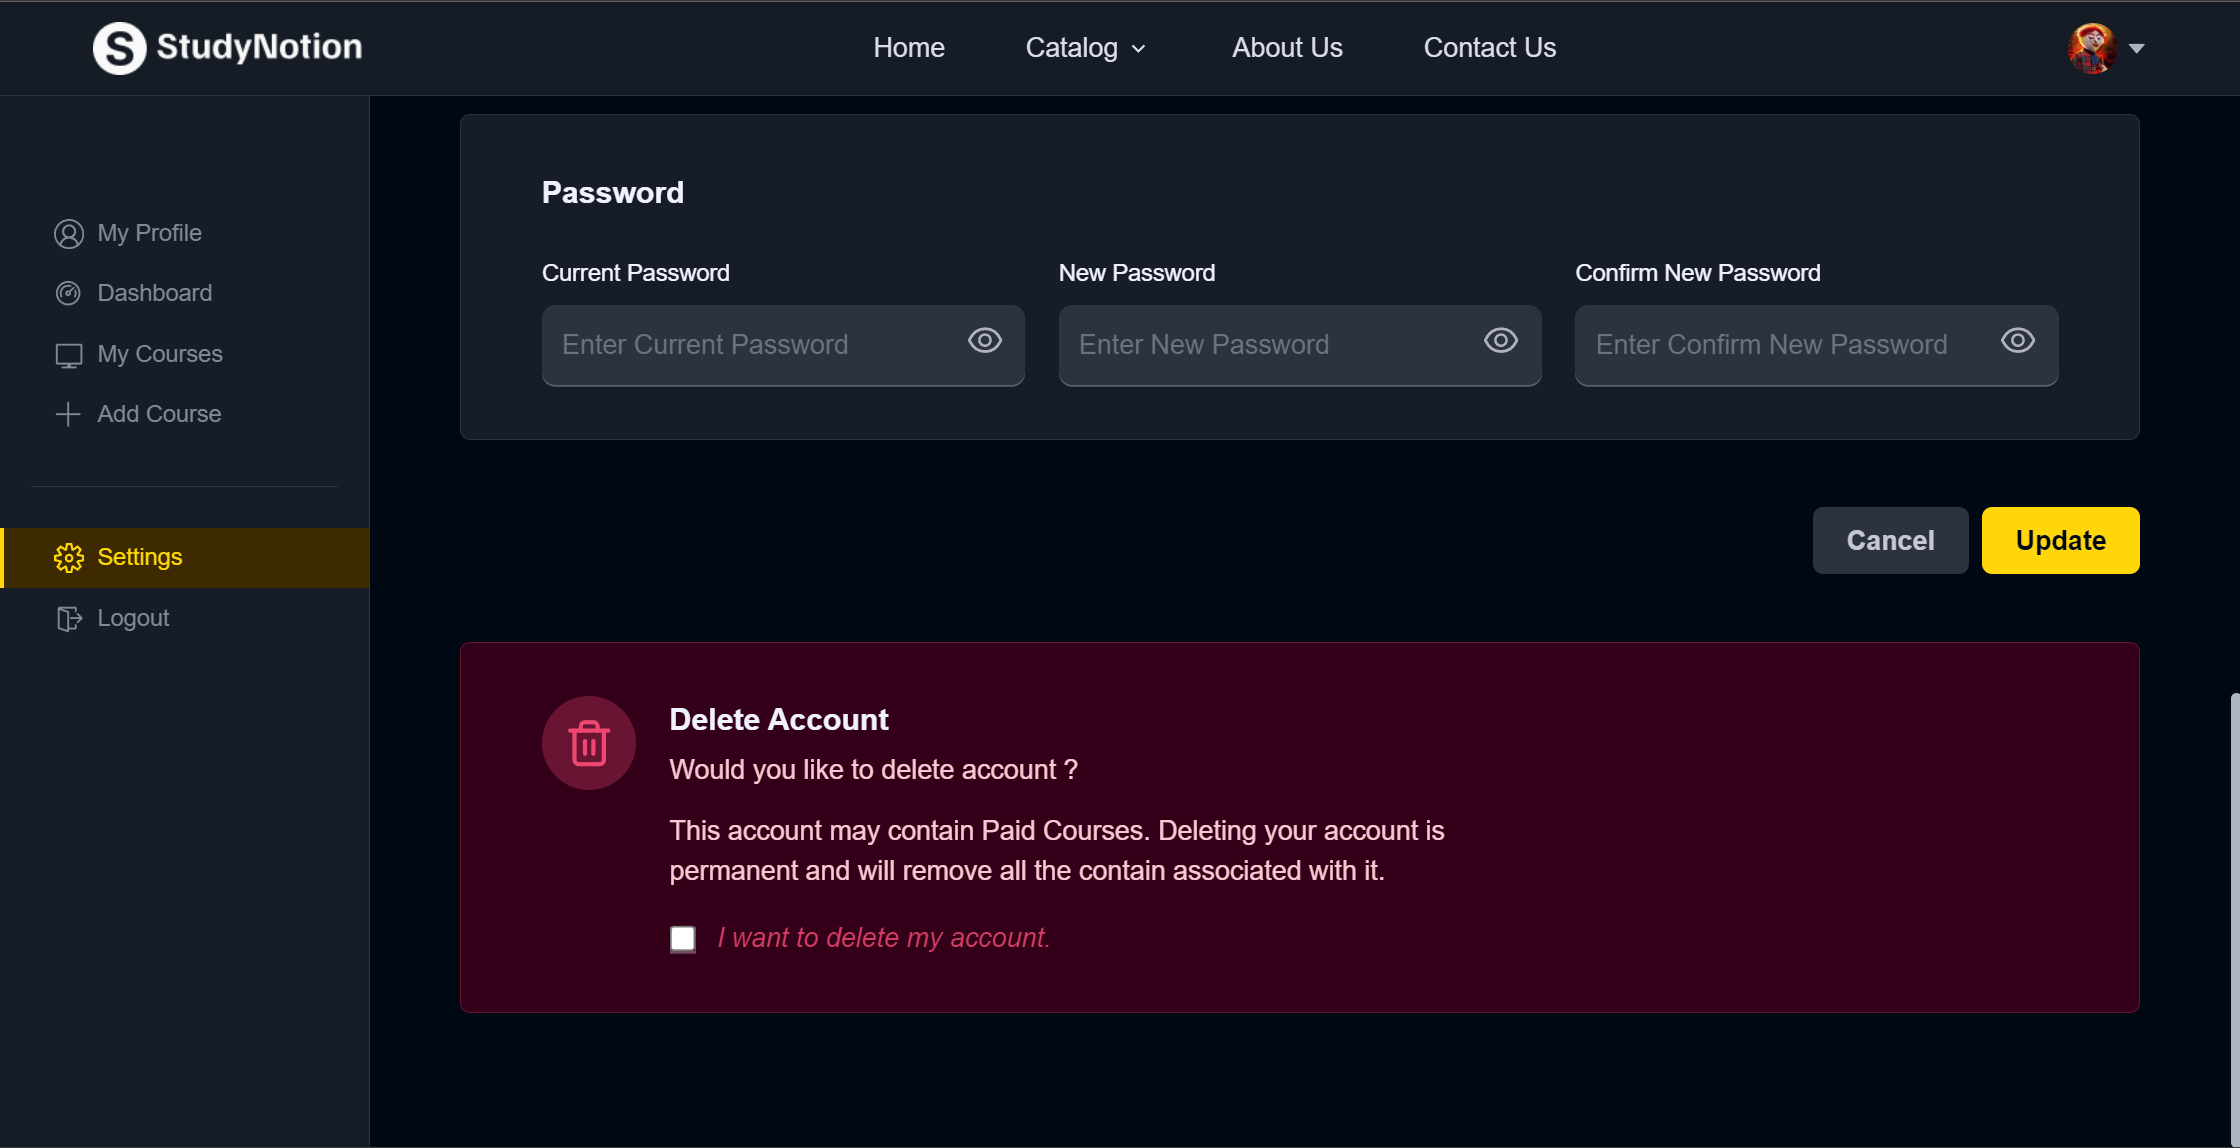 StudyNotion
Home
Catalog
About Us
Contact Us
My Profile
Dashboard
My Courses
Add Course
Settings
Logout
Password
Current Password
New Password
Confirm New Password
Enter Current Password
Enter New Password
Enter Confirm New Password
Cancel
Update
Delete Account
Would you like to delete account ?
This account may contain Paid Courses. Deleting your account is
permanent and will remove all the contain associated with it.
I want to delete my account.